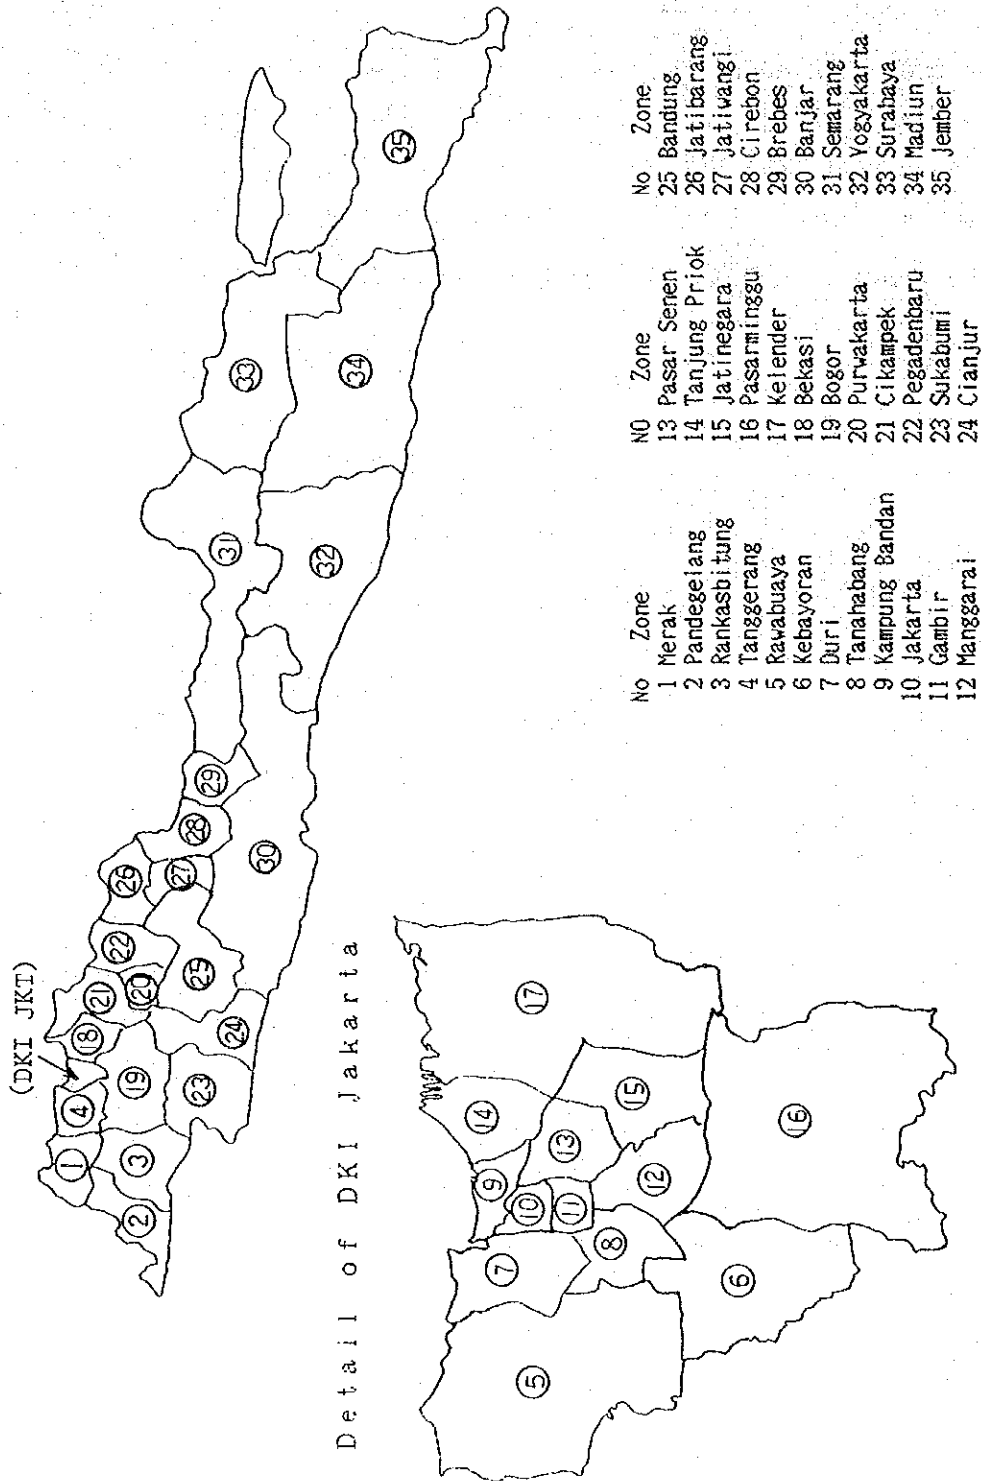 (DKI JKT)
1
2
3
4
18
19
20
21
22
23
24
25
26
27
28
29
30
31
32
33
34
35
Detail of DKI Jakarta
5
6
7
8
9
10
11
12
13
14
15
16
17
No Zone
1 Merak
2 Pandegelang
3 Rankasbitung
4 Tanggerang
5 Rawabuaya
6 Kebayoran
7 Duri
8 Tanahabang
9 Kampung Bandan
10 Jakarta
11 Gambir
12 Manggarai
NO Zone
13 Pasar Senen
14 Tanjung Priok
15 Jatinegara
16 Pasarminggu
17 Kelender
18 Bekasi
19 Bogor
20 Purwakarta
21 Cikampek
22 Pegadenbaru
23 Sukabumi
24 Cianjur
No Zone
25 Bandung
26 Jatibarang
27 Jatiwangi
28 Cirebon
29 Brebes
30 Banjar
31 Semarang
32 Yogyakarta
33 Surabaya
34 Madiun
35 Jember